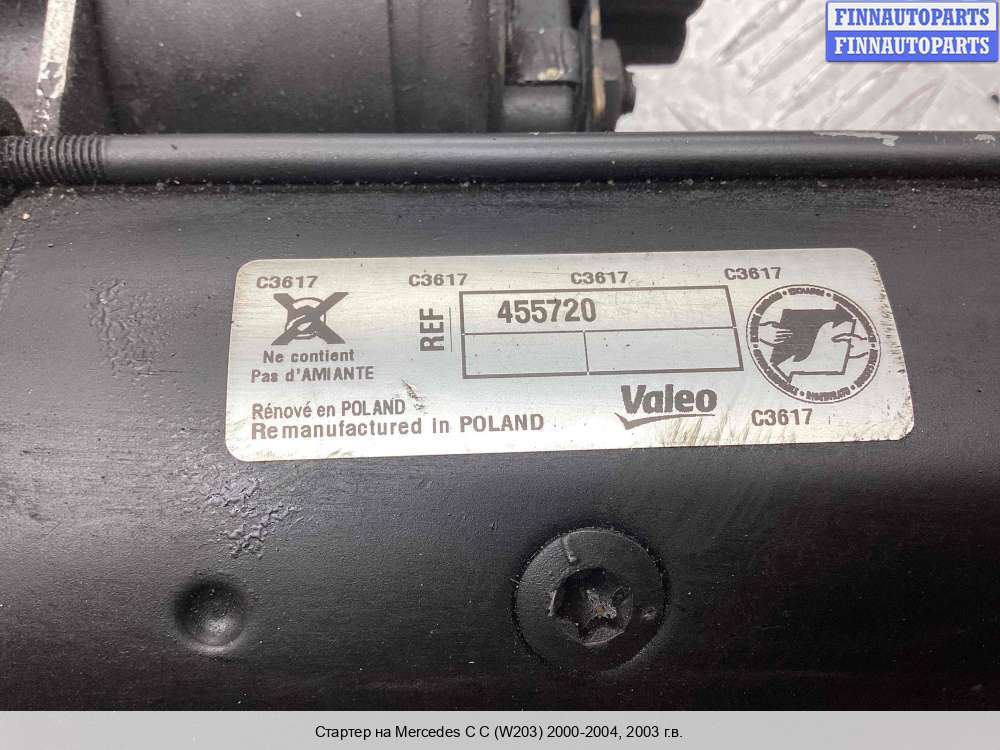 FINNAUTOPARTS
FINNAUTOPARTS
C3617 C3617 C3617 C3617
REF 455720
Ne contient
Pas d'AMIANTE
Rénové en POLAND
Remanufactured in POLAND
Valeo
C3617
Стартер на Mercedes C C (W203) 2000-2004, 2003 г.в.